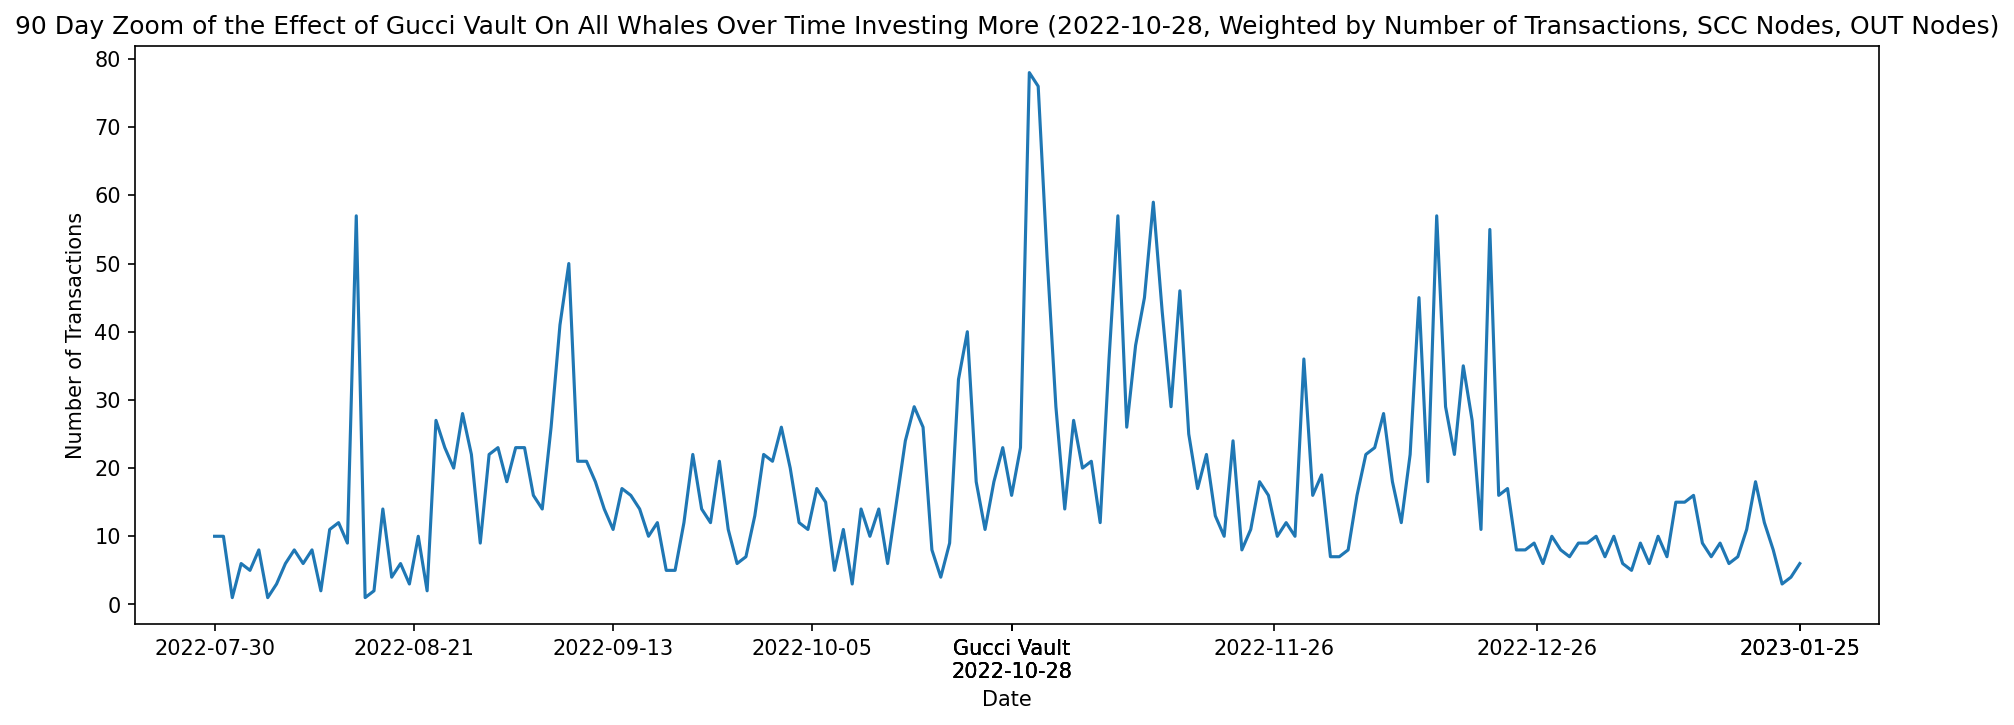 90 Day Zoom of the Effect of Gucci Vault On All Whales Over Time Investing More (2022-10-28, Weighted by Number of Transactions, SCC Nodes, OUT Nodes)
80
70
60
50
40
30
20
10
0
Number of Transactions
2022-07-30 2022-08-21 2022-09-13 2022-10-05 Gucci Vault 2022-11-26 2022-12-26 2023-01-25
2022-10-28
Date